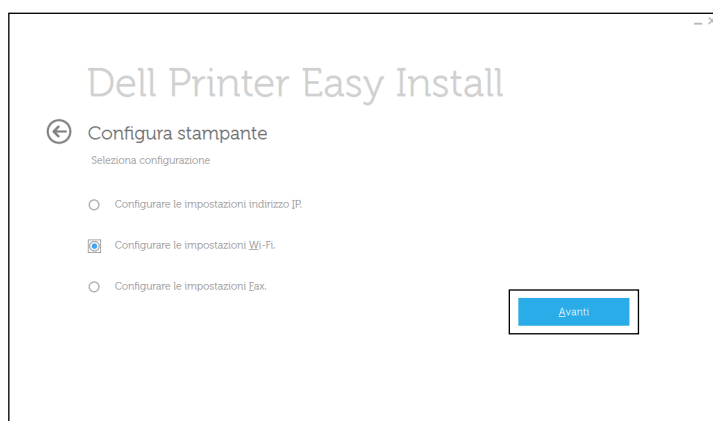 Dell Printer Easy Install
Configura stampante
Seleziona configurazione
Configurare le impostazioni indirizzo IP.
Configurare le impostazioni Wi-Fi.
Configurare le impostazioni Fax.
Avanti